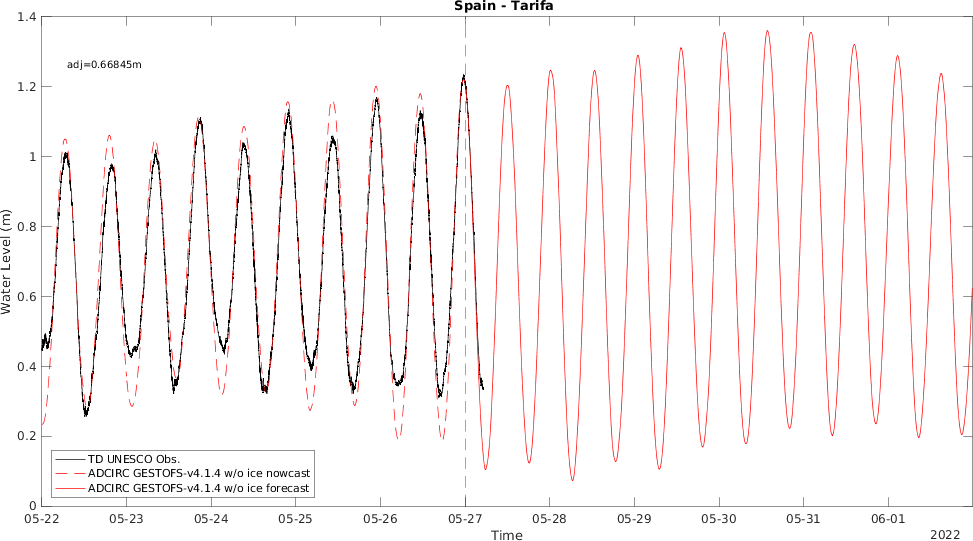 Spain - Tarifa
1.4
1.2
1
0.8
0.6
0.4
0.2
0
Water Level (m)
adj=0.66845m
TD UNESCO Obs.
ADCIRC GESTOFS-v4.1.4 w/o ice nowcast
ADCIRC GESTOFS-v4.1.4 w/o ice forecast
05-22 05-23 05-24 05-25 05-26 05-27 05-28 05-29 05-30 05-31 06-01
Time
2022